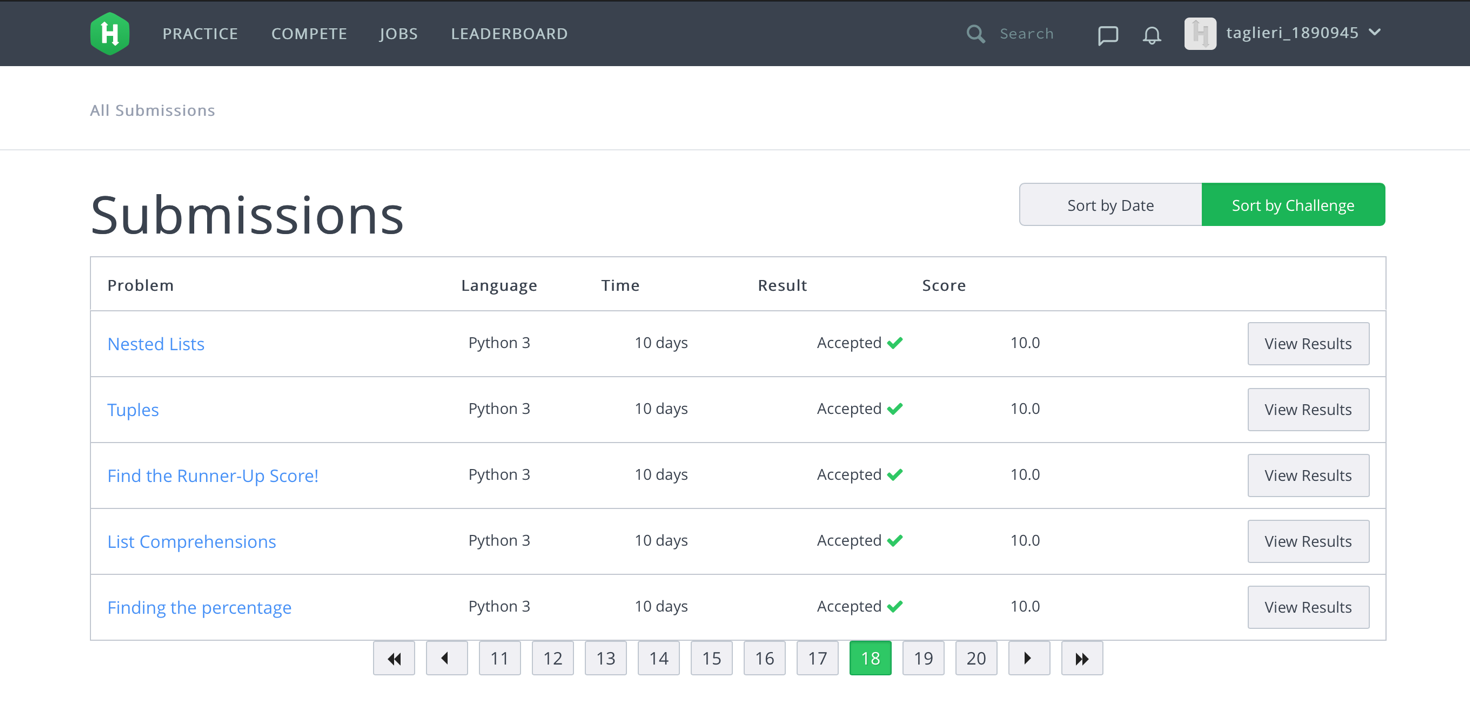 H PRACTICE COMPETE JOBS LEADERBOARD Search H taglieri_1890945
All Submissions
Submissions
Sort by Date Sort by Challenge
Problem Language Time Result Score
Nested Lists Python 3 10 days Accepted 10.0 View Results
Tuples Python 3 10 days Accepted 10.0 View Results
Find the Runner-Up Score! Python 3 10 days Accepted 10.0 View Results
List Comprehensions Python 3 10 days Accepted 10.0 View Results
Finding the percentage Python 3 10 days Accepted 10.0 View Results
11 12 13 14 15 16 17 18 19 20